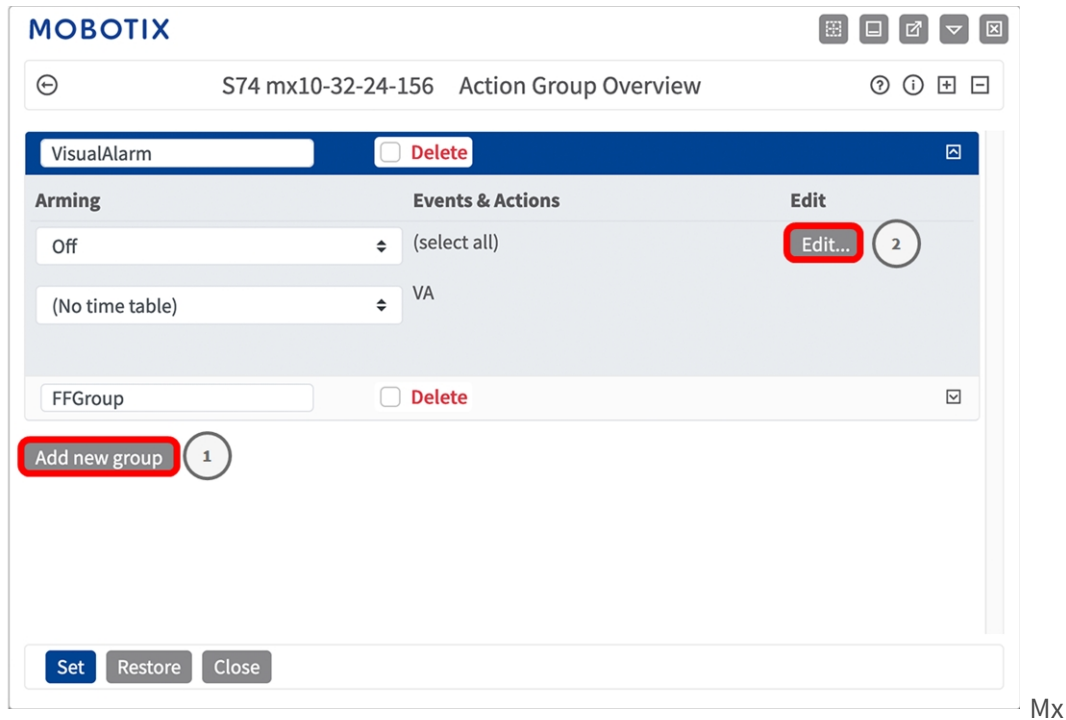 MOBOTIX
S74 mx10-32-24-156 Action Group Overview
VisualAlarm Delete
Arming Events & Actions Edit
Off (select all) Edit... 2
(No time table) VA
FFGroup Delete
Add new group 1
Set Restore Close
Mx